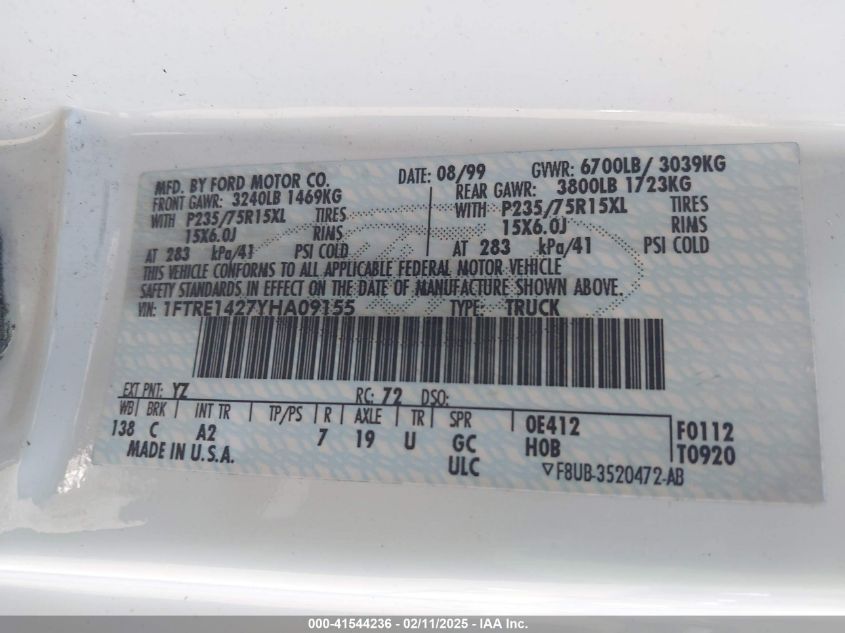 MFD. BY FORD MOTOR CO. DATE: 08/99 GVWR: 6700LB/ 3039KG
FRONT GAWR: 3240LB 1469KG REAR GAWR: 3800LB 1723KG
WITH P235/75R15XL TIRES WITH P235/75R15XL TIRES
15X6.0J RIMS 15X6.0J RIMS
AT 283 kPa/41 PSI COLD AT 283 kPa/41 PSI COLD
THIS VEHICLE CONFORMS TO ALL APPLICABLE FEDERAL MOTOR VEHICLE
SAFETY STANDARDS IN EFFECT ON THE DATE OF MANUFACTURE SHOWN ABOVE.
VIN: 1FTRE1427YHA09155 TYPE: TRUCK
EXT PNT: YZ RC: 72 DSO:
WB BRK INT TR TP/PS R AXLE TR SPR 0E412 F0112
138 C A2 7 19 U GC H0B T0920
MADE IN U.S.A. ULC ▽F8UB-3520472-AB
000-41544236 - 02/11/2025 - IAA Inc.